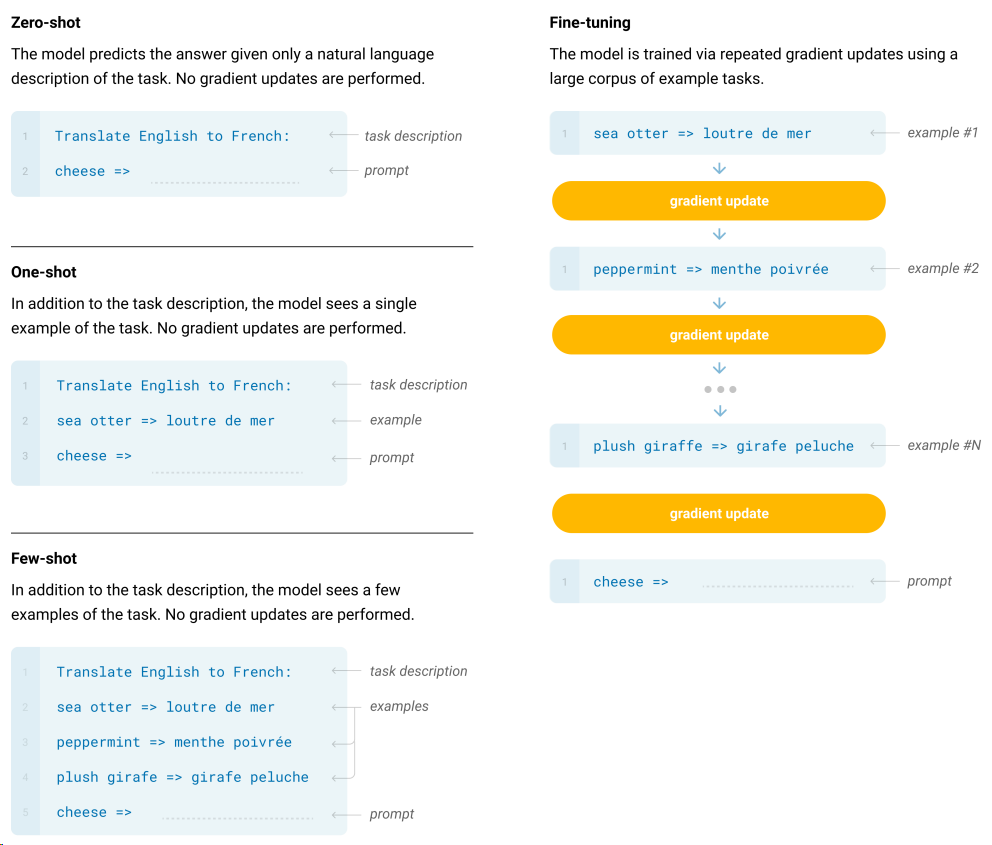 Zero-shot
The model predicts the answer given only a natural language
description of the task. No gradient updates are performed.
1 Translate English to French: task description
2 cheese => prompt
One-shot
In addition to the task description, the model sees a single
example of the task. No gradient updates are performed.
1 Translate English to French: task description
2 sea otter => loutre de mer example
3 cheese => prompt
Few-shot
In addition to the task description, the model sees a few
examples of the task. No gradient updates are performed.
1 Translate English to French: task description
2 sea otter => loutre de mer examples
3 peppermint => menthe poivrée
4 plush girafe => girafe peluche
5 cheese => prompt
Fine-tuning
The model is trained via repeated gradient updates using a
large corpus of example tasks.
1 sea otter => loutre de mer example #1
gradient update
1 peppermint => menthe poivrée example #2
gradient update
1 plush giraffe => girafe peluche example #N
gradient update
1 cheese => prompt